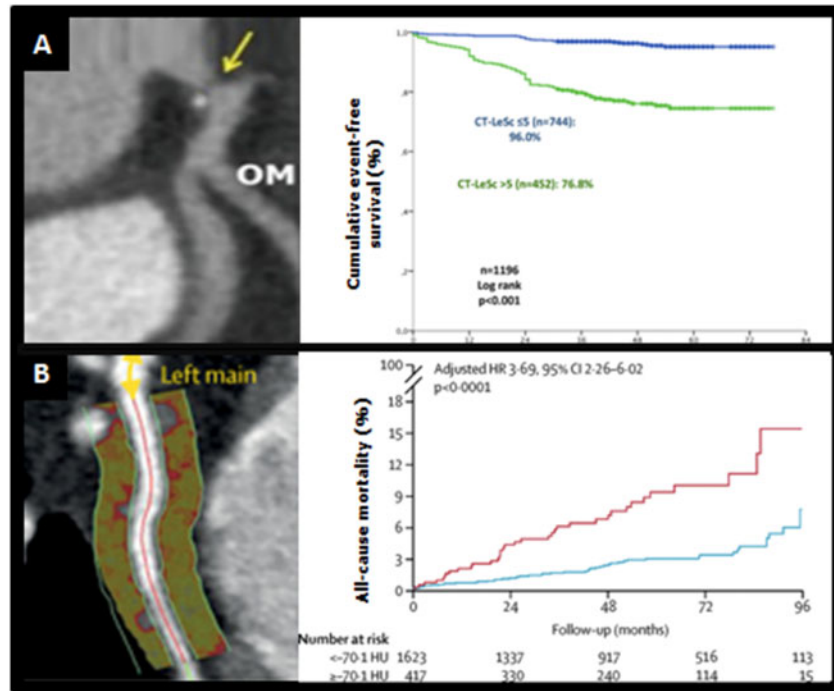 A
OM
Cumulative event-free
survival (%)
1,0
,8
,6
,4
,2
0,0
0
12
24
36
48
60
72
84
CT-LeSc ≤5 (n=744):
96.0%
CT-LeSc >5 (n=452): 76.8%
n=1196
Log rank
p<0.001
B
Left main
All-cause mortality (%)
100
18
15
12
9
6
3
0
Adjusted HR 3·69, 95% CI 2·26–6·02
p<0·0001
0
24
48
72
96
Follow-up (months)
Number at risk
<–70·1 HU 1623 1337 917 516 113
≥–70·1 HU 417 330 240 114 15